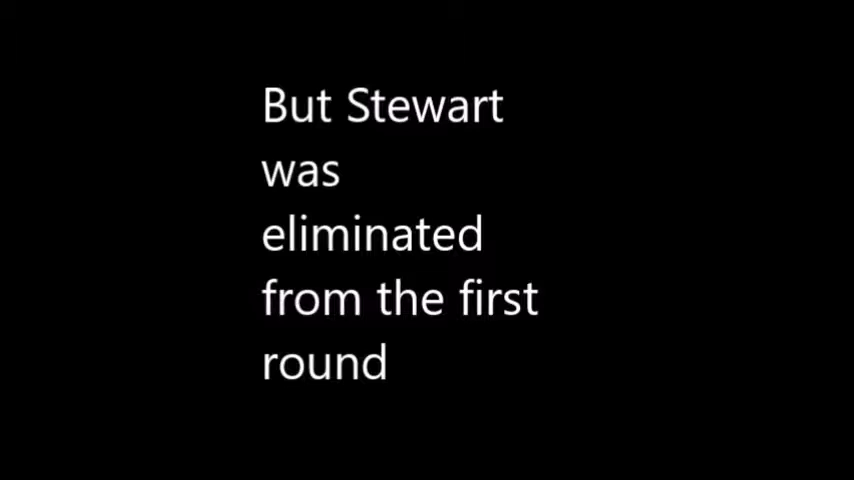 But Stewart
was
eliminated
from the first
round